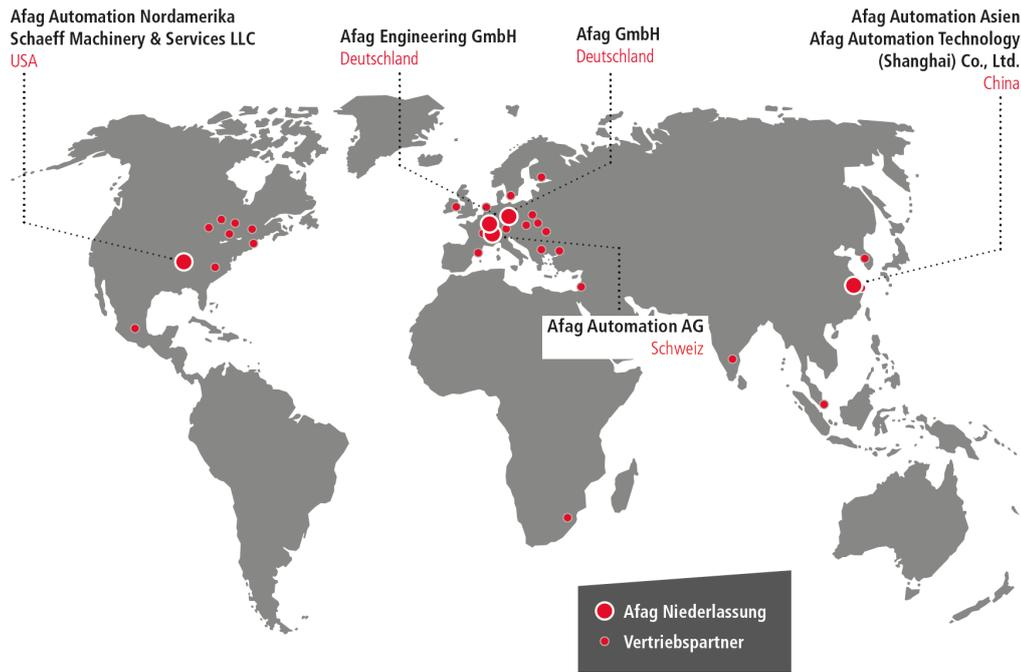 Afag Automation Nordamerika
Schaeff Machinery & Services LLC
USA
Afag Engineering GmbH
Deutschland
Afag GmbH
Deutschland
Afag Automation Asien
Afag Automation Technology
(Shanghai) Co., Ltd.
China
Afag Automation AG
Schweiz
Afag Niederlassung
Vertriebspartner